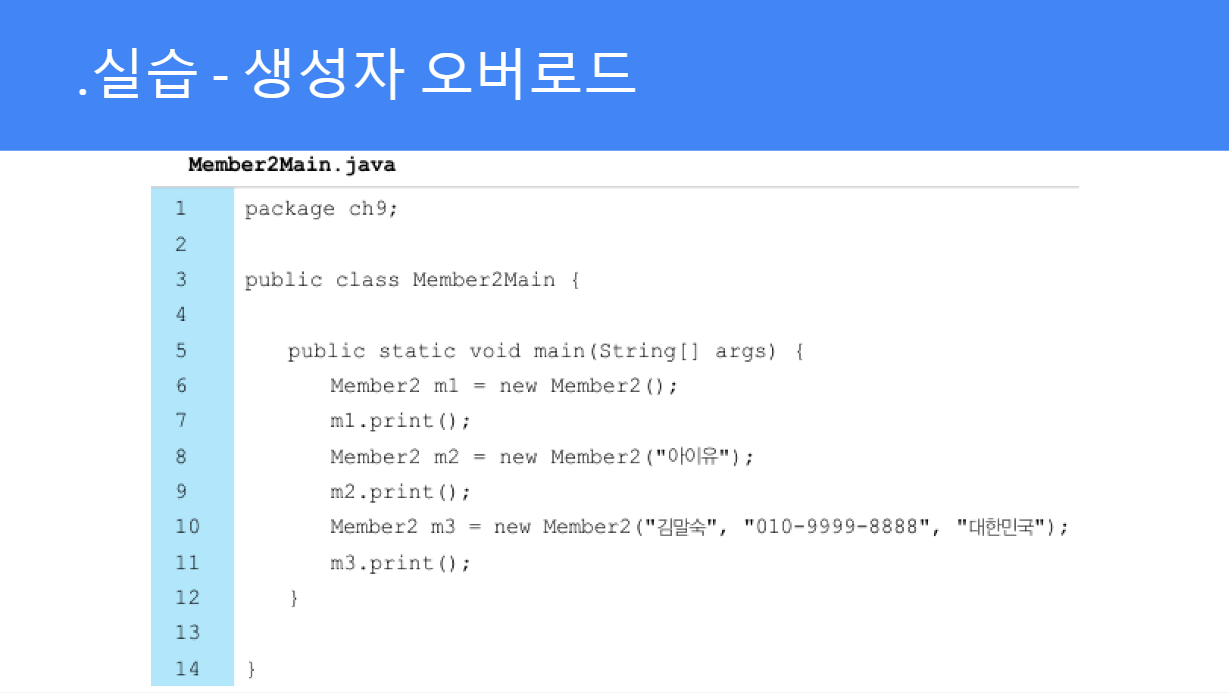 .실습 - 생성자 오버로드
Member2Main.java
1 package ch9;
2
3 public class Member2Main {
4
5 public static void main(String[] args) {
6 Member2 m1 = new Member2();
7 m1.print();
8 Member2 m2 = new Member2("아이유");
9 m2.print();
10 Member2 m3 = new Member2("김말숙", "010-9999-8888", "대한민국");
11 m3.print();
12 }
13
14 }